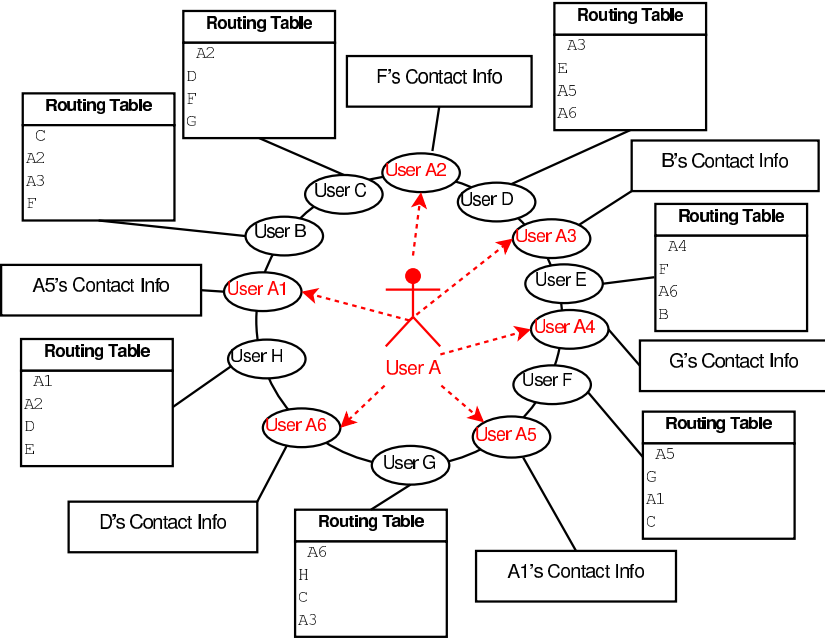 Routing Table
A2
D
F
G
F's Contact Info
Routing Table
A3
E
A5
A6
Routing Table
C
A2
A3
F
B's Contact Info
User A2
User C
User D
User B
User A3
Routing Table
A4
F
A6
B
A5's Contact Info
User A1
User E
User A4
Routing Table
A1
A2
D
E
User H
User A
G's Contact Info
User F
Routing Table
A5
G
A1
C
User A6
User A5
User G
D's Contact Info
Routing Table
A6
H
C
A3
A1's Contact Info